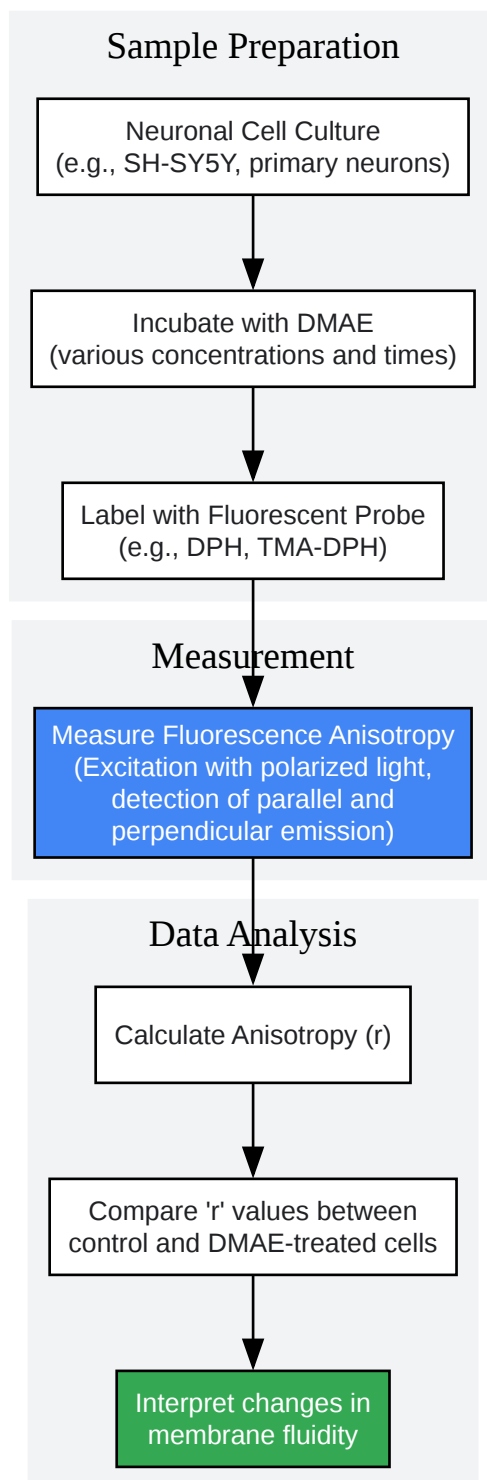 Sample Preparation
Neuronal Cell Culture
(e.g., SH-SY5Y, primary neurons)
Incubate with DMAE
(various concentrations and times)
Label with Fluorescent Probe
(e.g., DPH, TMA-DPH)
Measurement
Measure Fluorescence Anisotropy
(Excitation with polarized light,
detection of parallel and
perpendicular emission)
Data Analysis
Calculate Anisotropy (r)
Compare 'r' values between
control and DMAE-treated cells
Interpret changes in
membrane fluidity